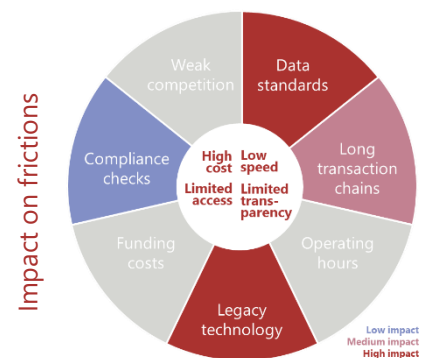 Impact on frictions
Weak
competition
Data
standards
Compliance
checks
High
cost
Low
speed
Limited
access
Limited
trans-
parency
Long
transaction
chains
Funding
costs
Operating
hours
Legacy
technology
Low impact
Medium impact
High impact